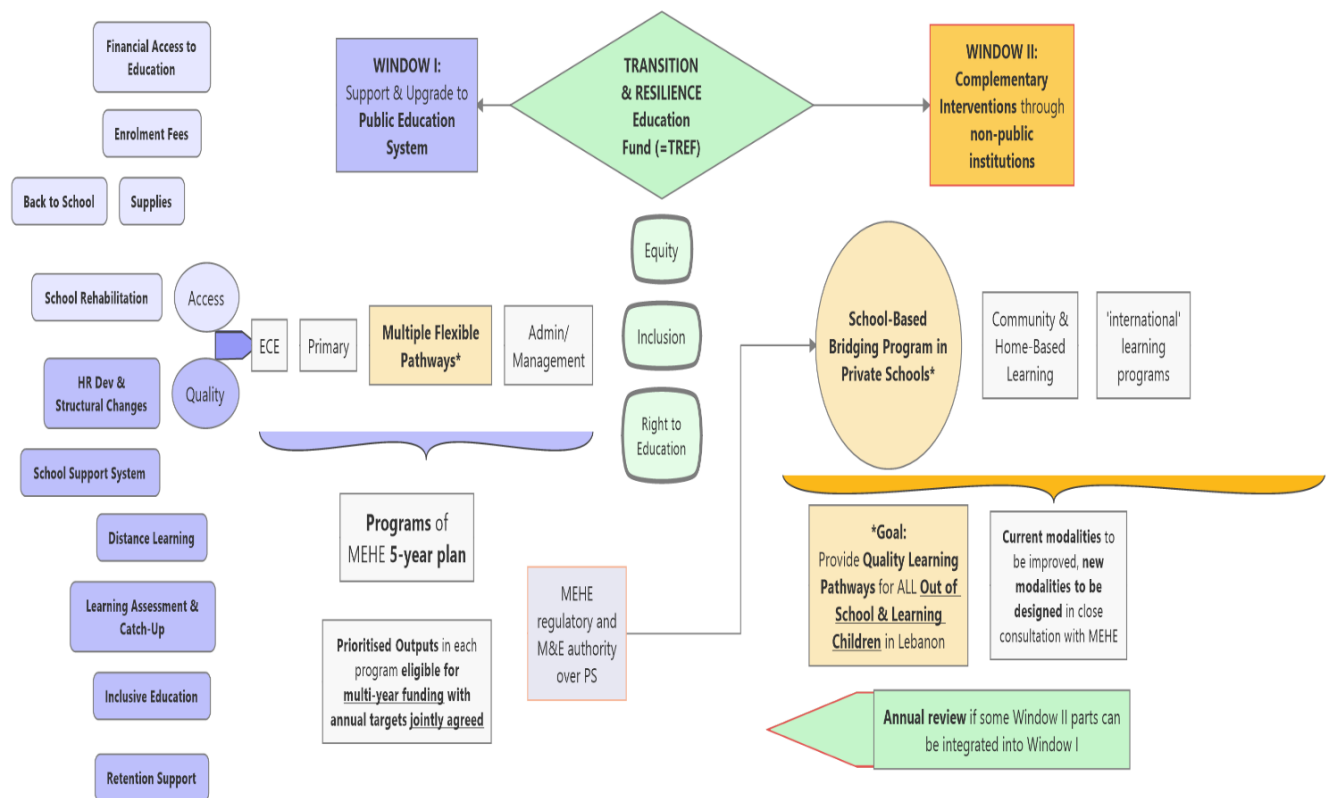 Financial Access to
Education
Enrolment Fees
Back to School
Supplies
School Rehabilitation
Access
HR Dev &
Structural Changes
Quality
School Support System
Distance Learning
Learning Assessment &
Catch-Up
Inclusive Education
Retention Support
WINDOW I:
Support & Upgrade to
Public Education
System
TRANSITION
& RESILIENCE
Education
Fund (=TREF)
WINDOW II:
Complementary
Interventions through
non-public
institutions
ECE
Primary
Multiple Flexible
Pathways*
Admin/
Management
Equity
Inclusion
Right to
Education
School-Based
Bridging Program in
Private Schools*
Community &
Home-Based
Learning
'international'
learning
programs
Programs of
MEHE 5-year plan
Prioritised Outputs in each
program eligible for
multi-year funding with
annual targets jointly agreed
MEHE
regulatory and
M&E authority
over PS
*Goal:
Provide Quality Learning
Pathways for ALL Out of
School & Learning
Children in Lebanon
Current modalities to
be improved, new
modalities to be
designed in close
consultation with MEHE
Annual review if some Window II parts can
be integrated into Window I